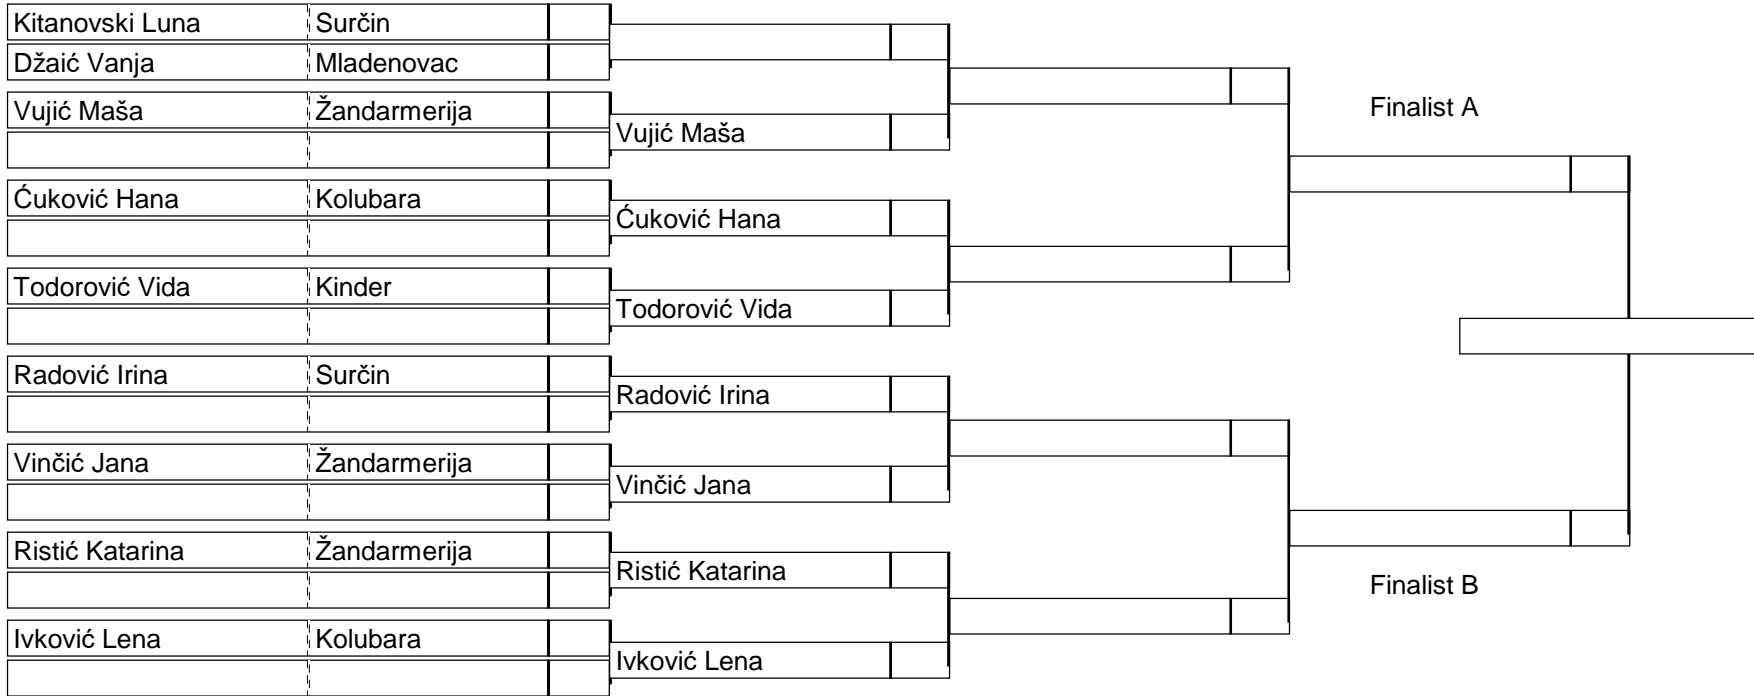 Kitanovski Luna Surčin
Džaić Vanja Mladenovac
Vujić Maša Žandarmerija
Vujić Maša
Ćuković Hana Kolubara
Ćuković Hana
Todorović Vida Kinder
Todorović Vida
Radović Irina Surčin
Radović Irina
Vinčić Jana Žandarmerija
Vinčić Jana
Ristić Katarina Žandarmerija
Ristić Katarina
Ivković Lena Kolubara
Ivković Lena
Finalist A
Finalist B